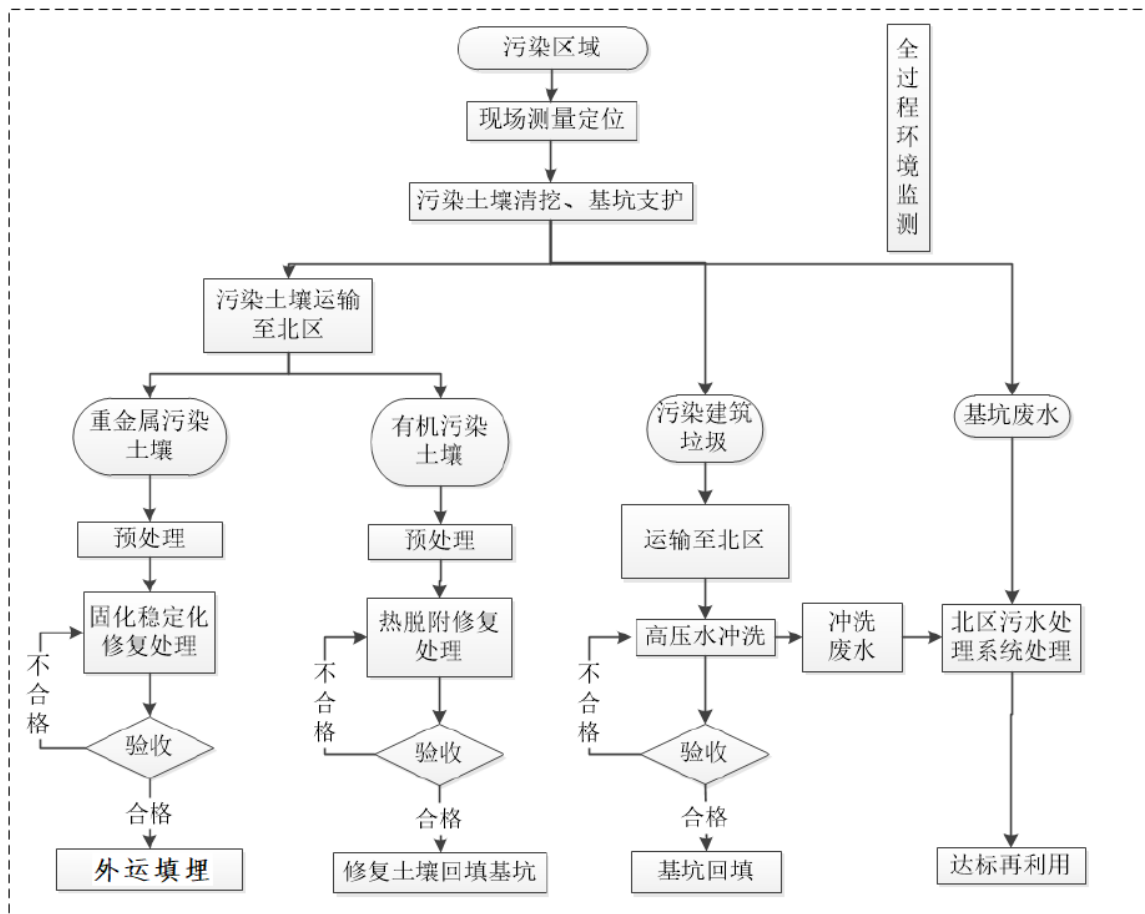 污染区域
全过程环境监测
现场测量定位
污染土壤清挖、基坑支护
污染土壤运输
至北区
重金属污染
土壤
有机污染
土壤
污染建筑
垃圾
基坑废水
预处理
预处理
运输至北区
固化稳定化
修复处理
热脱附修复
处理
高压水冲洗
冲洗
废水
北区污水处
理系统处理
不合格
不合格
不合格
验收
验收
验收
合格
合格
合格
外运填埋
修复土壤回填基坑
基坑回填
达标再利用